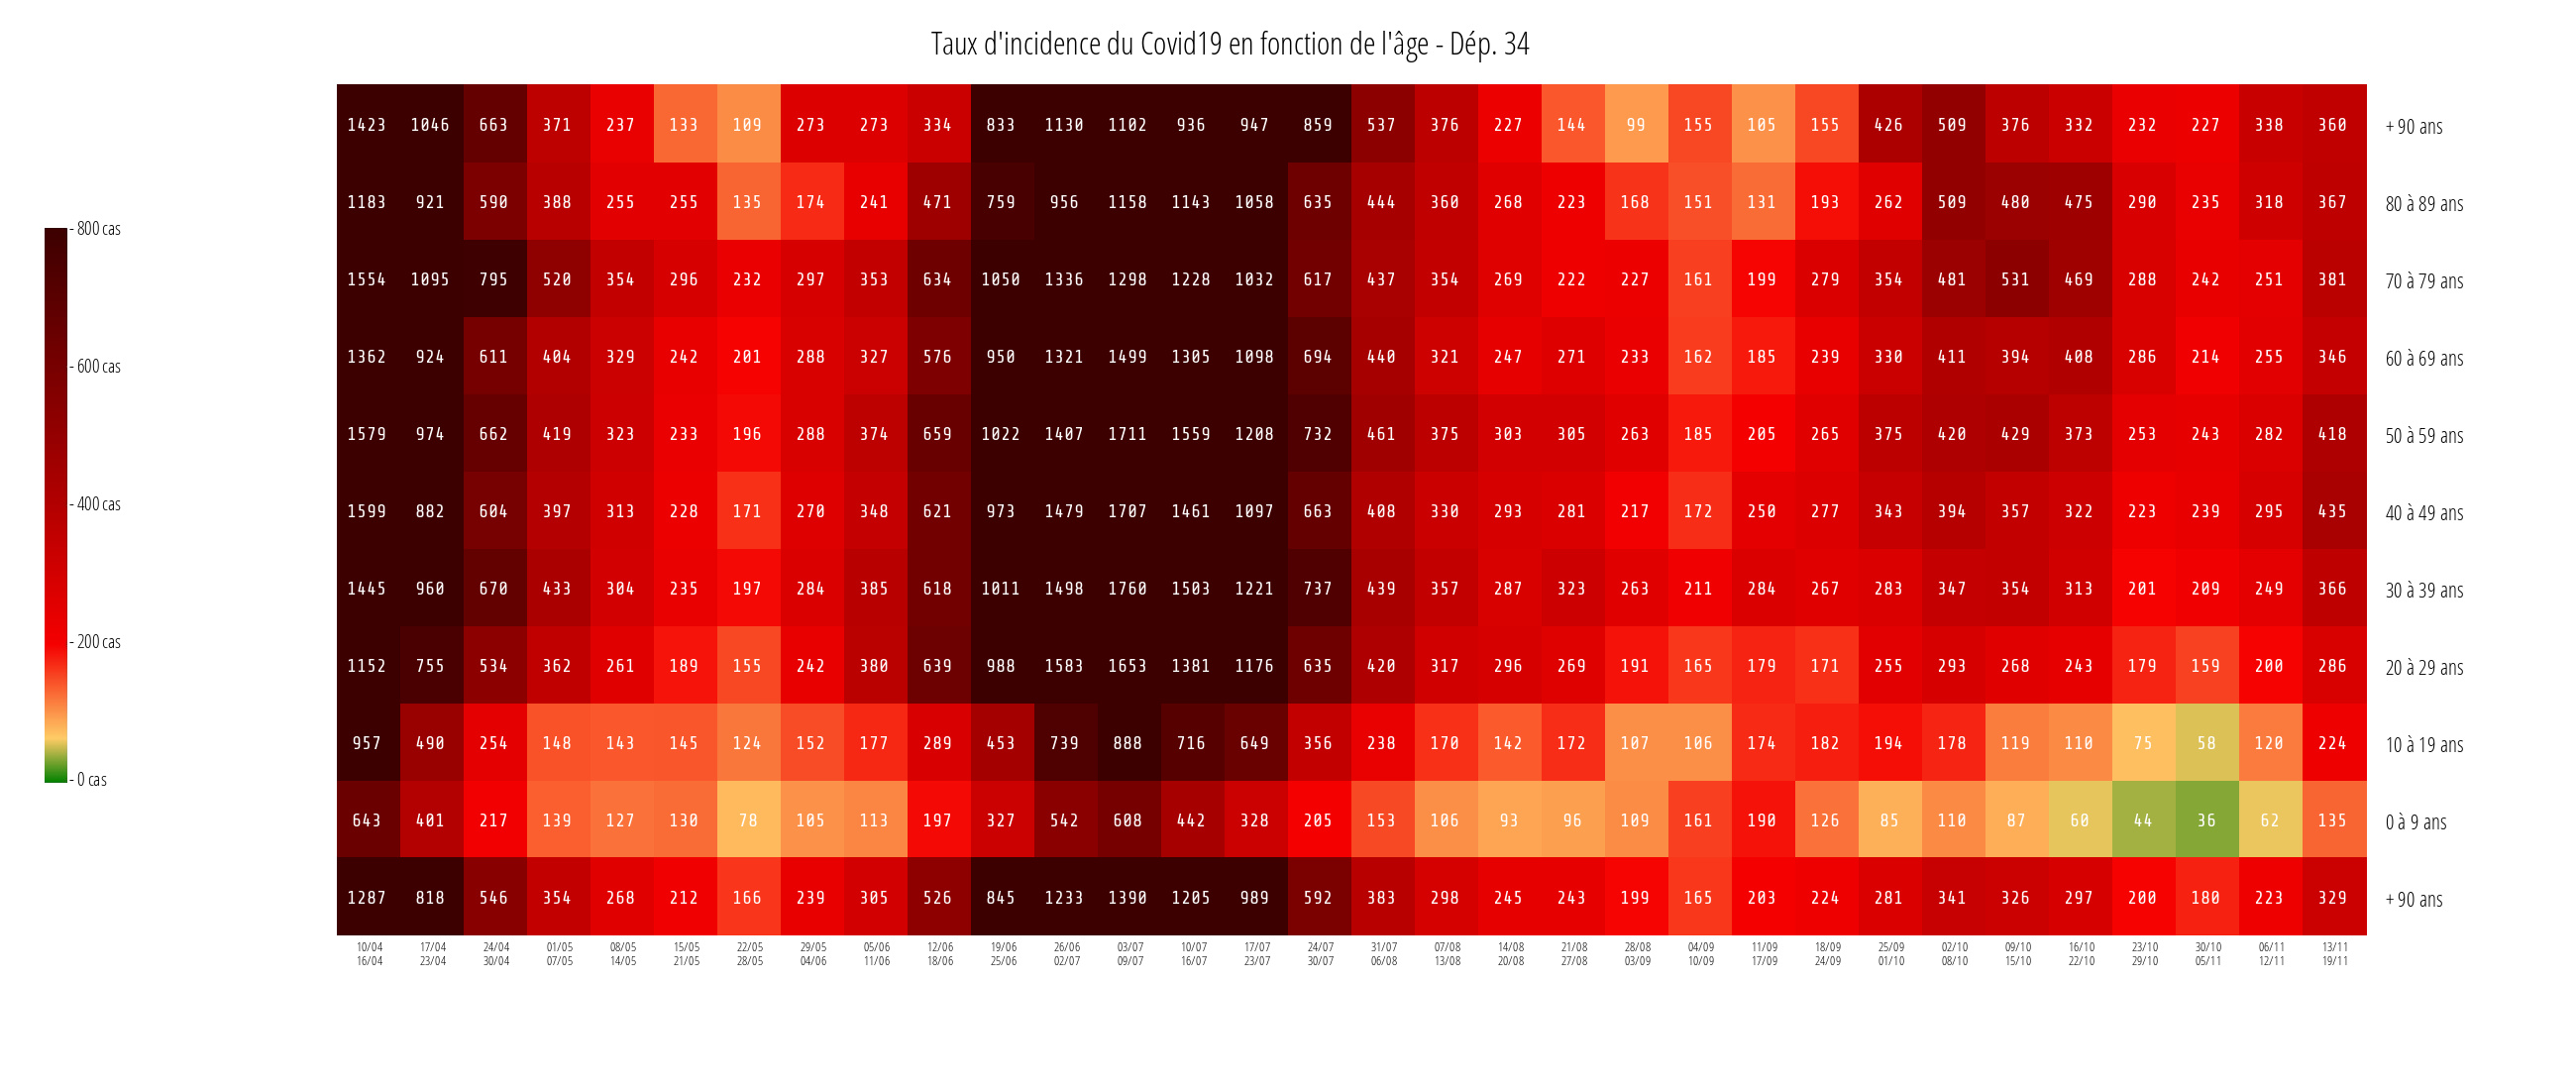 Taux d'incidence du Covid19 en fonction de l'âge - Dép. 34
- 800 cas
- 600 cas
- 400 cas
- 200 cas
- 0 cas
1423 1046 663 371 237 133 109 273 273 334 833 1130 1102 936 947 859 537 376 227 144 99 155 105 155 426 509 376 332 232 227 338 360 + 90 ans
1183 921 590 388 255 255 135 174 241 471 759 956 1158 1143 1058 635 444 360 268 223 168 151 131 193 262 509 480 475 290 235 318 367 80 à 89 ans
1554 1095 795 520 354 296 232 297 353 634 1050 1336 1298 1228 1032 617 437 354 269 222 227 161 199 279 354 481 531 469 288 242 251 381 70 à 79 ans
1362 924 611 404 329 242 201 288 327 576 950 1321 1499 1305 1098 694 440 321 247 271 233 162 185 239 330 411 394 408 286 214 255 346 60 à 69 ans
1579 974 662 419 323 233 196 288 374 659 1022 1407 1711 1559 1208 732 461 375 303 305 263 185 205 265 375 420 429 373 253 243 282 418 50 à 59 ans
1599 882 604 397 313 228 171 270 348 621 973 1479 1707 1461 1097 663 408 330 293 281 217 172 250 277 343 394 357 322 223 239 295 435 40 à 49 ans
1445 960 670 433 304 235 197 284 385 618 1011 1498 1760 1503 1221 737 439 357 287 323 263 211 284 267 283 347 354 313 201 209 249 366 30 à 39 ans
1152 755 534 362 261 189 155 242 380 639 988 1583 1653 1381 1176 635 420 317 296 269 191 165 179 171 255 293 268 243 179 159 200 286 20 à 29 ans
957 490 254 148 143 145 124 152 177 289 453 739 888 716 649 356 238 170 142 172 107 106 174 182 194 178 119 110 75 58 120 224 10 à 19 ans
643 401 217 139 127 130 78 105 113 197 327 542 608 442 328 205 153 106 93 96 109 161 190 126 85 110 87 60 44 36 62 135 0 à 9 ans
1287 818 546 354 268 212 166 239 305 526 845 1233 1390 1205 989 592 383 298 245 243 199 165 203 224 281 341 326 297 200 180 223 329 + 90 ans
10/04 17/04 24/04 01/05 08/05 15/05 22/05 29/05 05/06 12/06 19/06 26/06 03/07 10/07 17/07 24/07 31/07 07/08 14/08 21/08 28/08 04/09 11/09 18/09 25/09 02/10 09/10 16/10 23/10 30/10 06/11 13/11
16/04 23/04 30/04 07/05 14/05 21/05 28/05 04/06 11/06 18/06 25/06 02/07 09/07 16/07 23/07 30/07 06/08 13/08 20/08 27/08 03/09 10/09 17/09 24/09 01/10 08/10 15/10 22/10 29/10 05/11 12/11 19/11